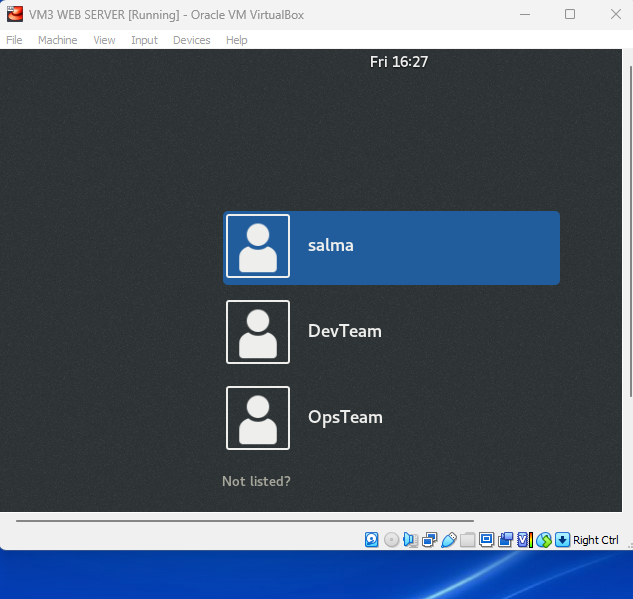 VM3 WEB SERVER [Running] - Oracle VM VirtualBox
File Machine View Input Devices Help
Fri 16:27
salma
DevTeam
OpsTeam
Not listed?
Right Ctrl